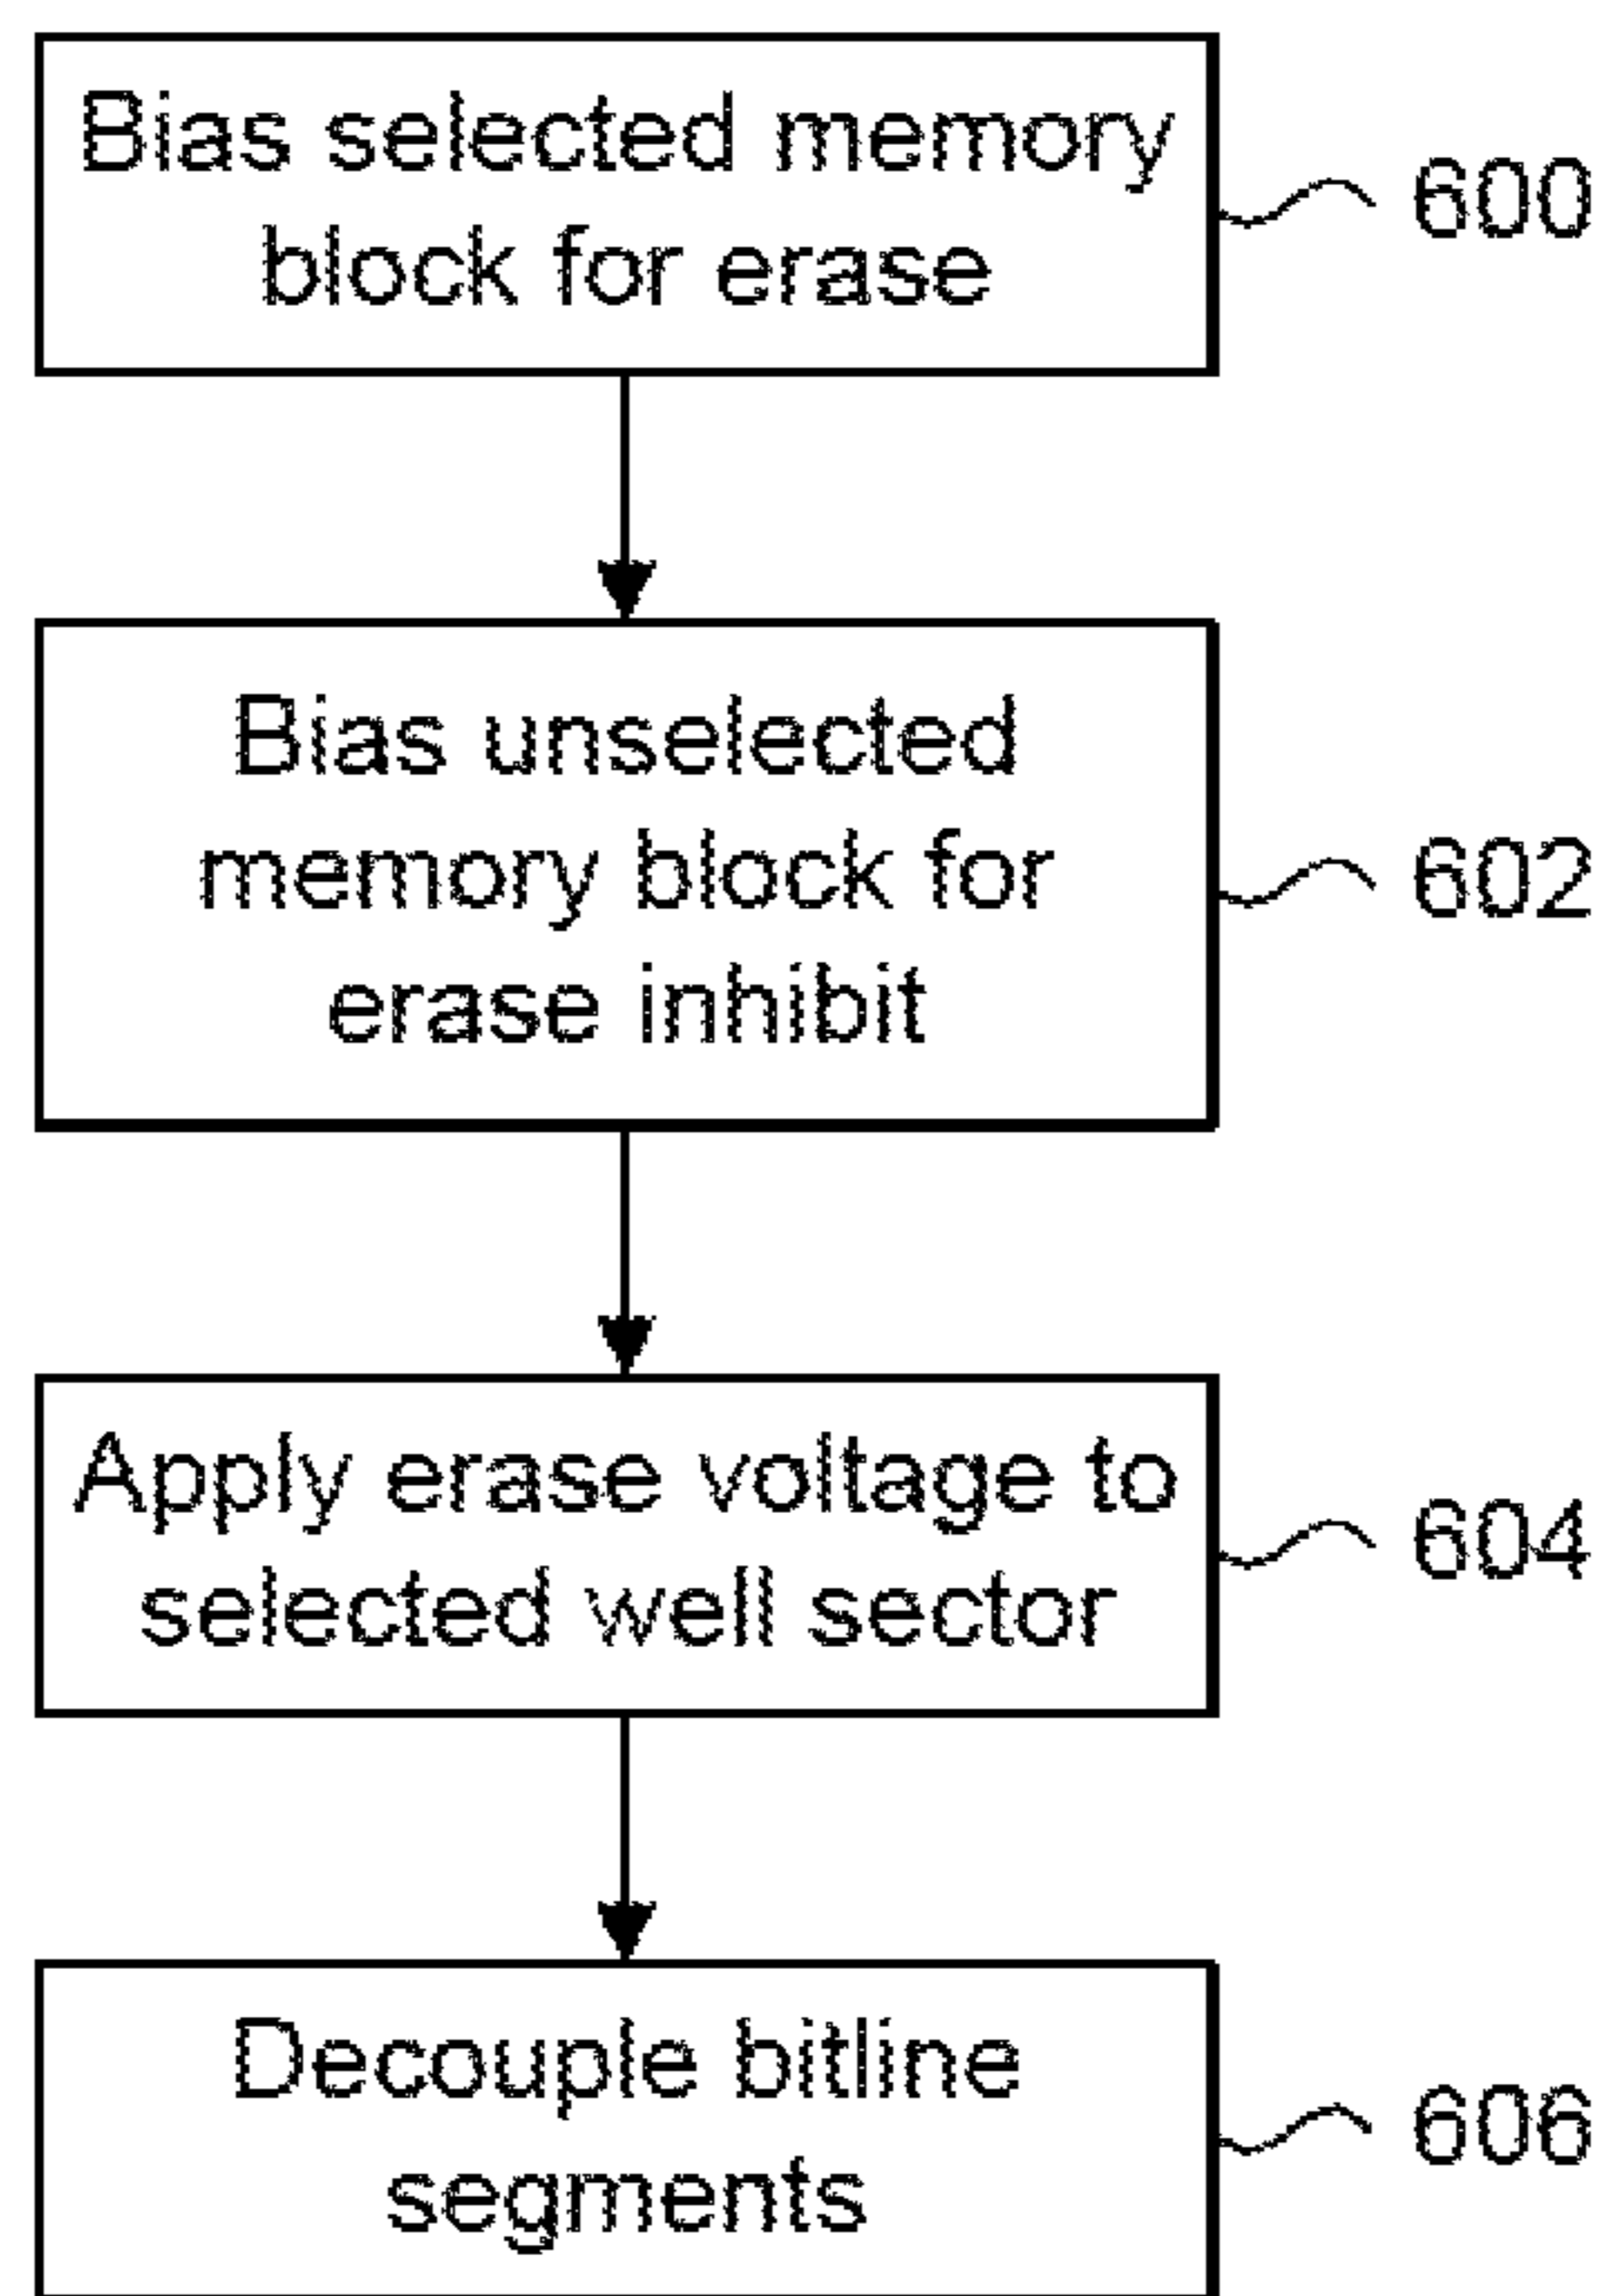 Bias selected memory
block for erase
600
Bias unselected
memory block for
erase inhibit
602
Apply erase voltage to
selected well sector
604
Decouple bitline
segments
606